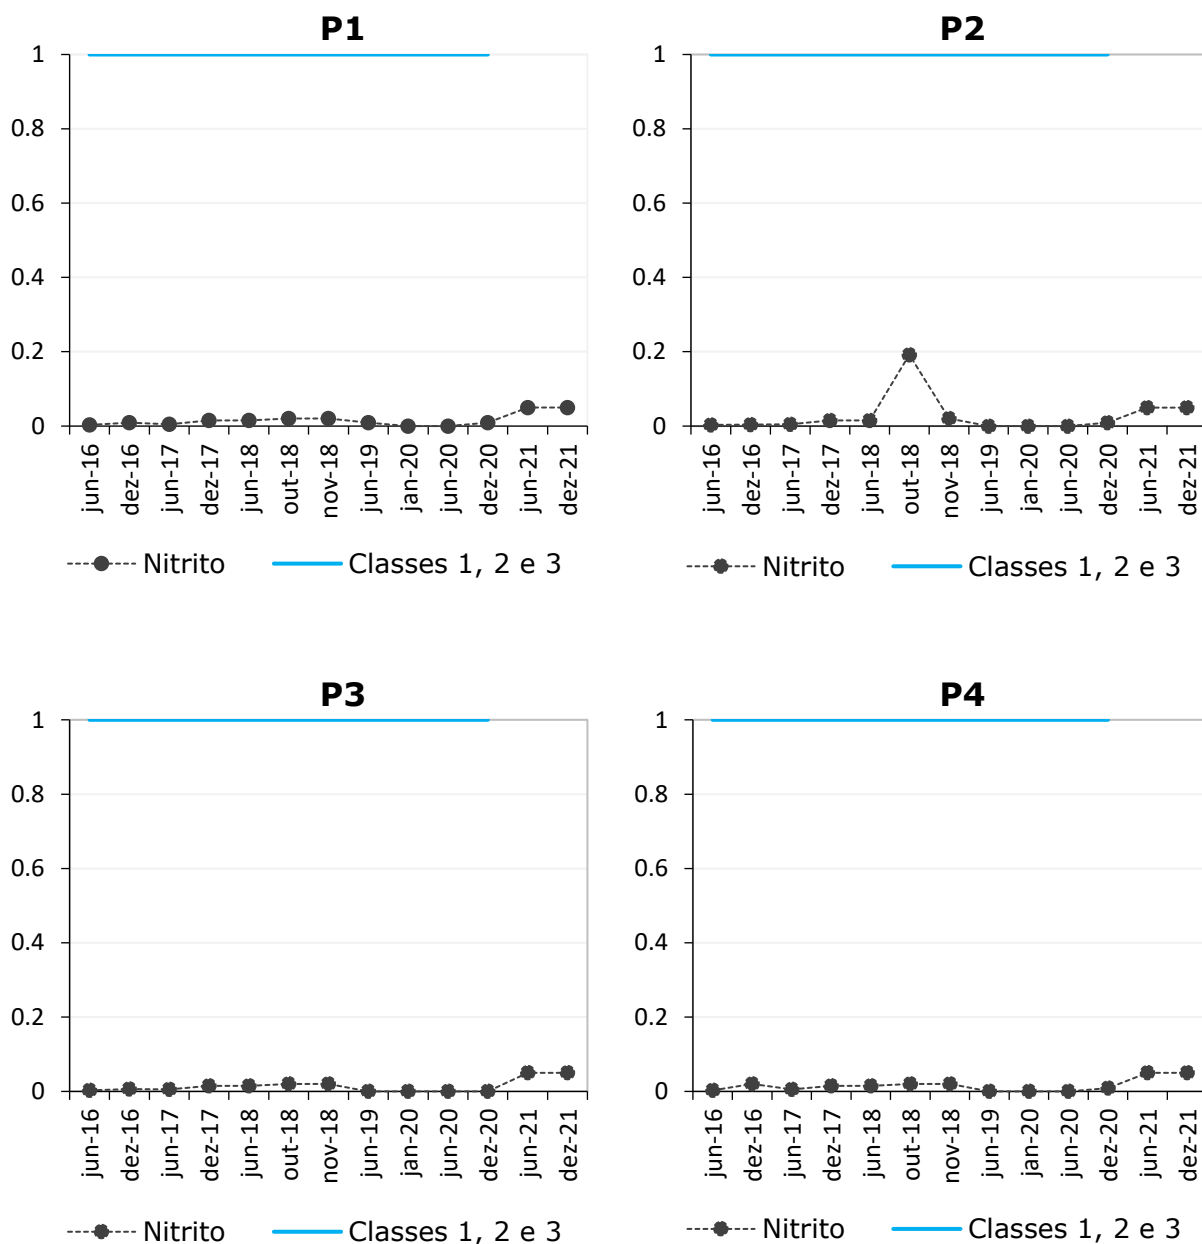 P1
1
0.8
0.6
0.4
0.2
0
jun-16
dez-16
jun-17
dez-17
jun-18
out-18
nov-18
jun-19
jan-20
jun-20
dez-20
jun-21
dez-21
Nitrito
Classes 1, 2 e 3
P2
1
0.8
0.6
0.4
0.2
0
jun-16
dez-16
jun-17
dez-17
jun-18
out-18
nov-18
jun-19
jan-20
jun-20
dez-20
jun-21
dez-21
Nitrito
Classes 1, 2 e 3
P3
1
0.8
0.6
0.4
0.2
0
jun-16
dez-16
jun-17
dez-17
jun-18
out-18
nov-18
jun-19
jan-20
jun-20
dez-20
jun-21
dez-21
Nitrito
Classes 1, 2 e 3
P4
1
0.8
0.6
0.4
0.2
0
jun-16
dez-16
jun-17
dez-17
jun-18
out-18
nov-18
jun-19
jan-20
jun-20
dez-20
jun-21
dez-21
Nitrito
Classes 1, 2 e 3